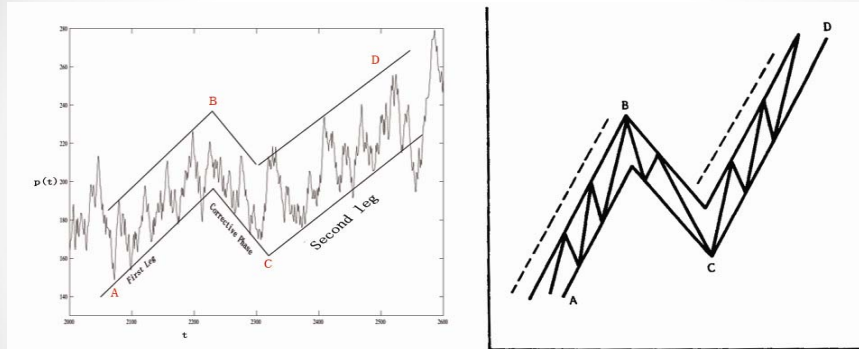 280
260
B
D
240
220
p(t)
200
180
Corrective Phase
Second leg
First Leg
C
160
A
140
2000
2100
2200
2300
2400
2500
2600
t
D
B
C
A